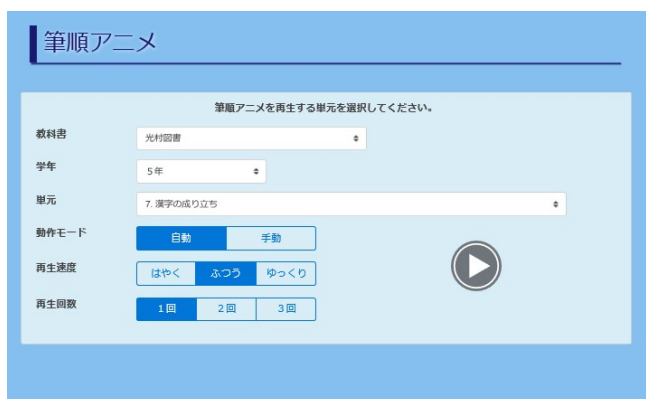 筆順アニメ
筆順アニメを再生する単元を選択してください。
教科書 光村図書
学年 5年
単元 7. 漢字の成り立ち
動作モード 自動 手動
再生速度 はやく ふつう ゆっくり
再生回数 1回 2回 3回